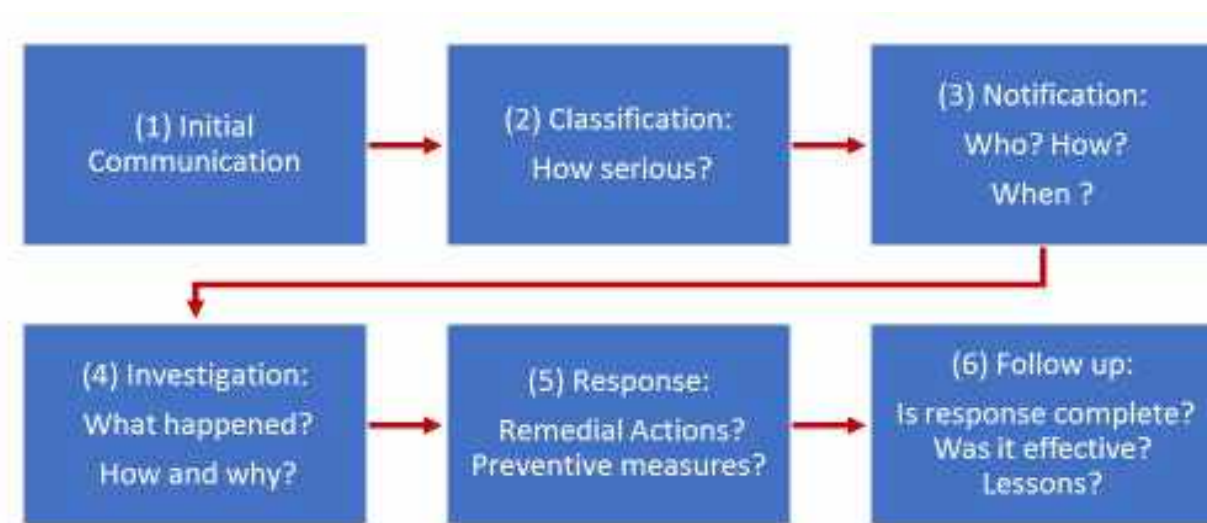 (1) Initial
Communication
(2) Classification:
How serious?
(3) Notification:
Who? How?
When ?
(4) Investigation:
What happened?
How and why?
(5) Response:
Remedial Actions?
Preventive measures?
(6) Follow up:
Is response complete?
Was it effective?
Lessons?